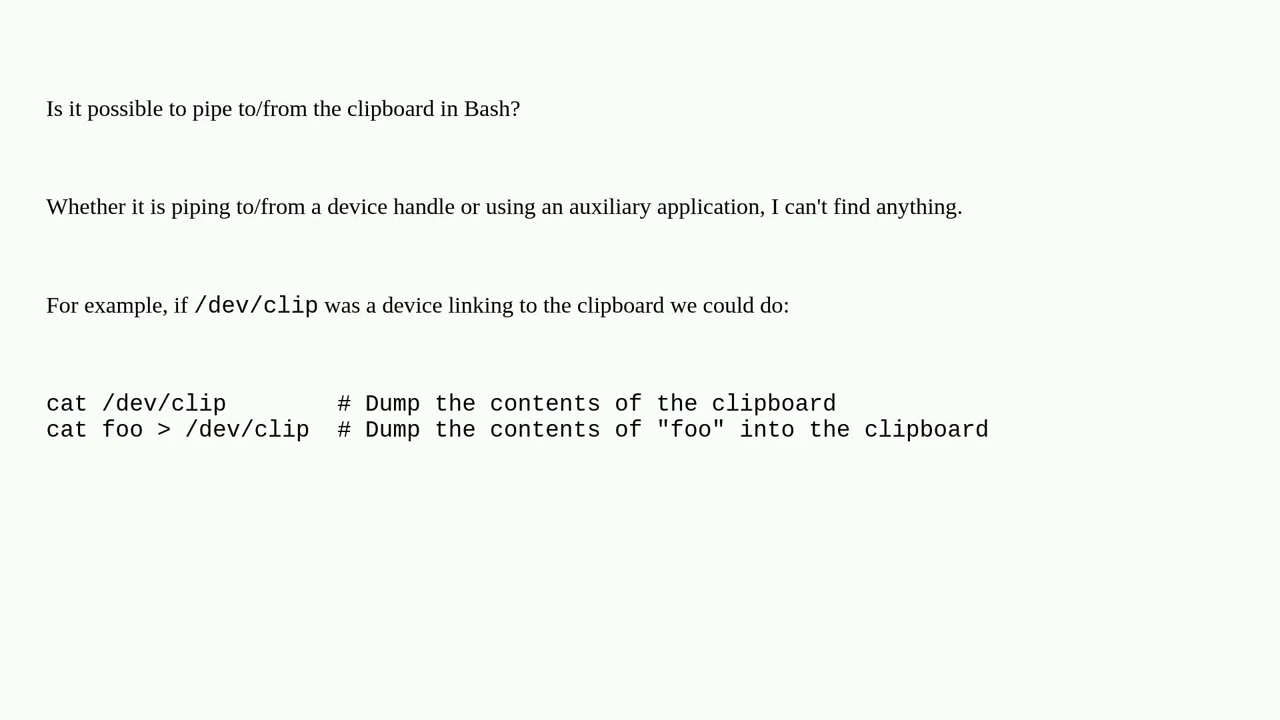 Is it possible to pipe to/from the clipboard in Bash?
Whether it is piping to/from a device handle or using an auxiliary application, I can't find anything.
For example, if /dev/clip was a device linking to the clipboard we could do:
cat /dev/clip        # Dump the contents of the clipboard
cat foo > /dev/clip  # Dump the contents of "foo" into the clipboard